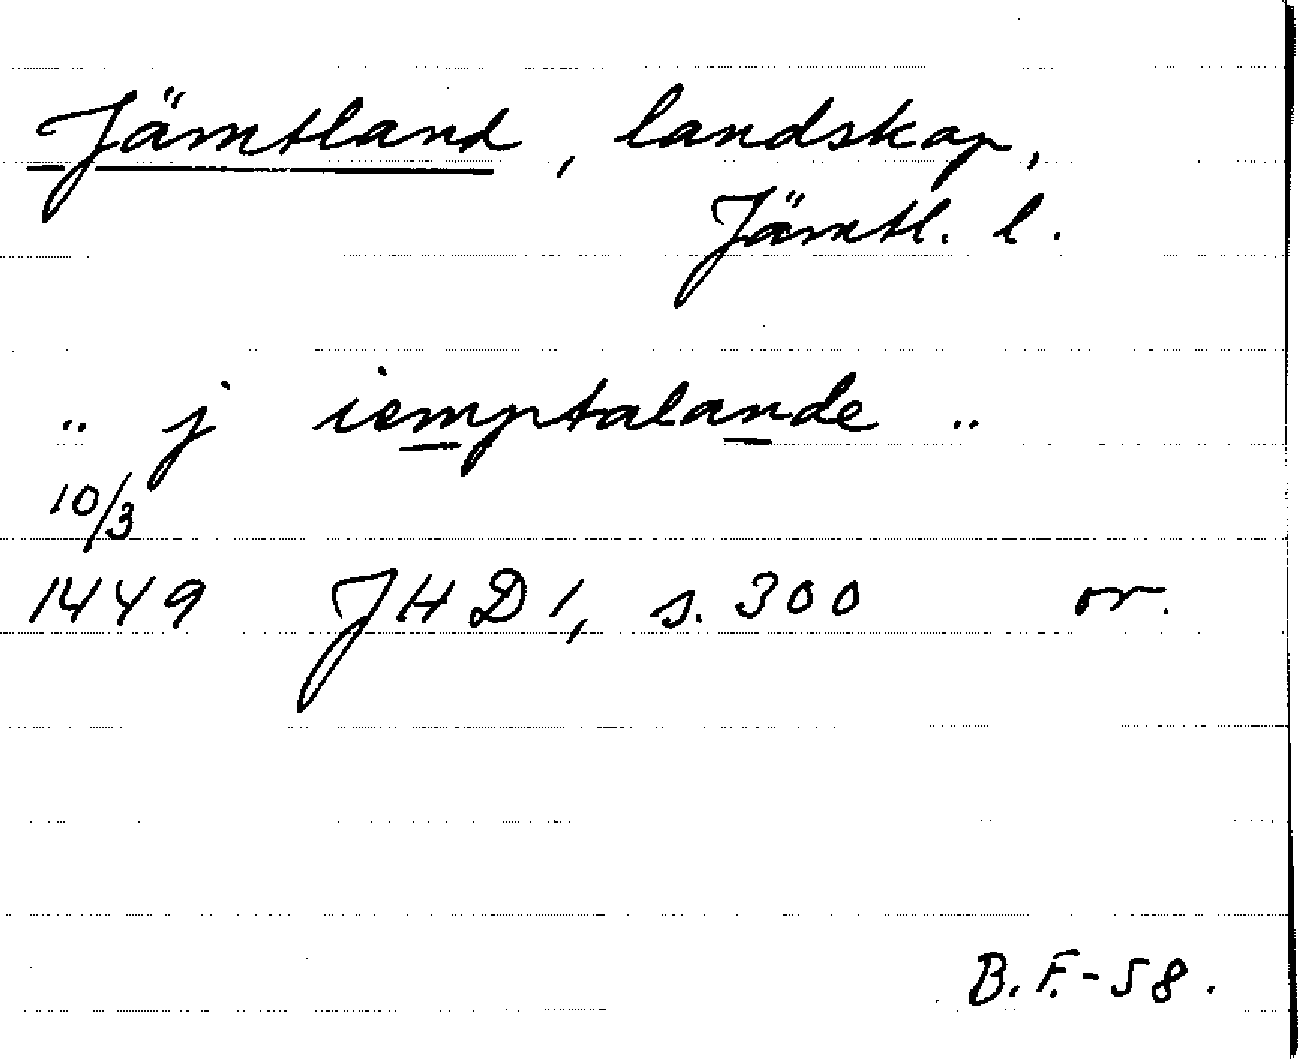 Jämtland, landskap,
Jämtl. l.
.. j iemptalande ..
10/3
1449 JHD 1, s. 300 or.
B. F. - 58.